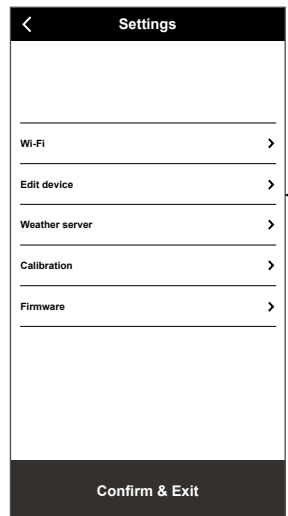 Settings
Wi-Fi
Edit device
Weather server
Calibration
Firmware
Confirm & Exit